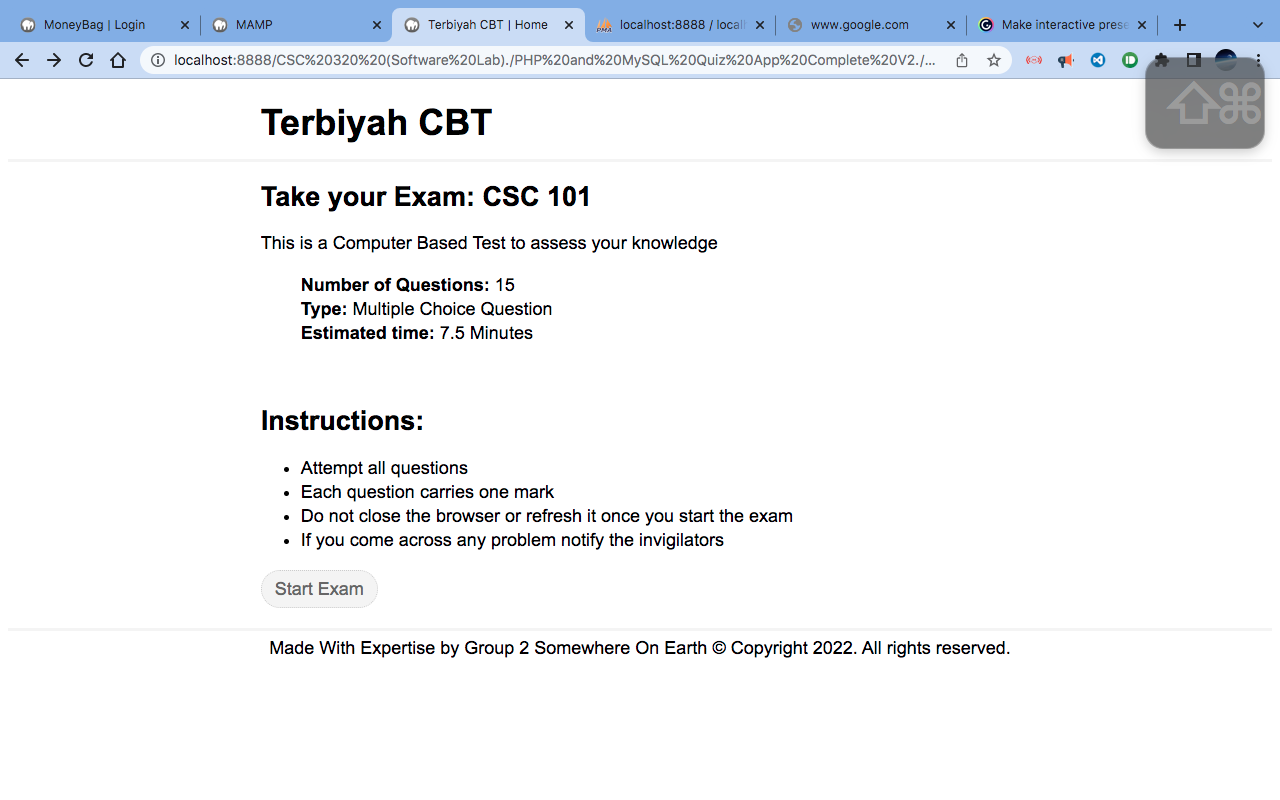 MoneyBag | Login
MAMP
Terbiyah CBT | Home
localhost:8888 / local
www.google.com
Make interactive prese
localhost:8888/CSC%20320%20(Software%20Lab)./PHP%20and%20MySQL%20Quiz%20App%20Complete%20V2./...
Terbiyah CBT
Take your Exam: CSC 101
This is a Computer Based Test to assess your knowledge
Number of Questions: 15
Type: Multiple Choice Question
Estimated time: 7.5 Minutes
Instructions:
• Attempt all questions
• Each question carries one mark
• Do not close the browser or refresh it once you start the exam
• If you come across any problem notify the invigilators
Start Exam
Made With Expertise by Group 2 Somewhere On Earth © Copyright 2022. All rights reserved.